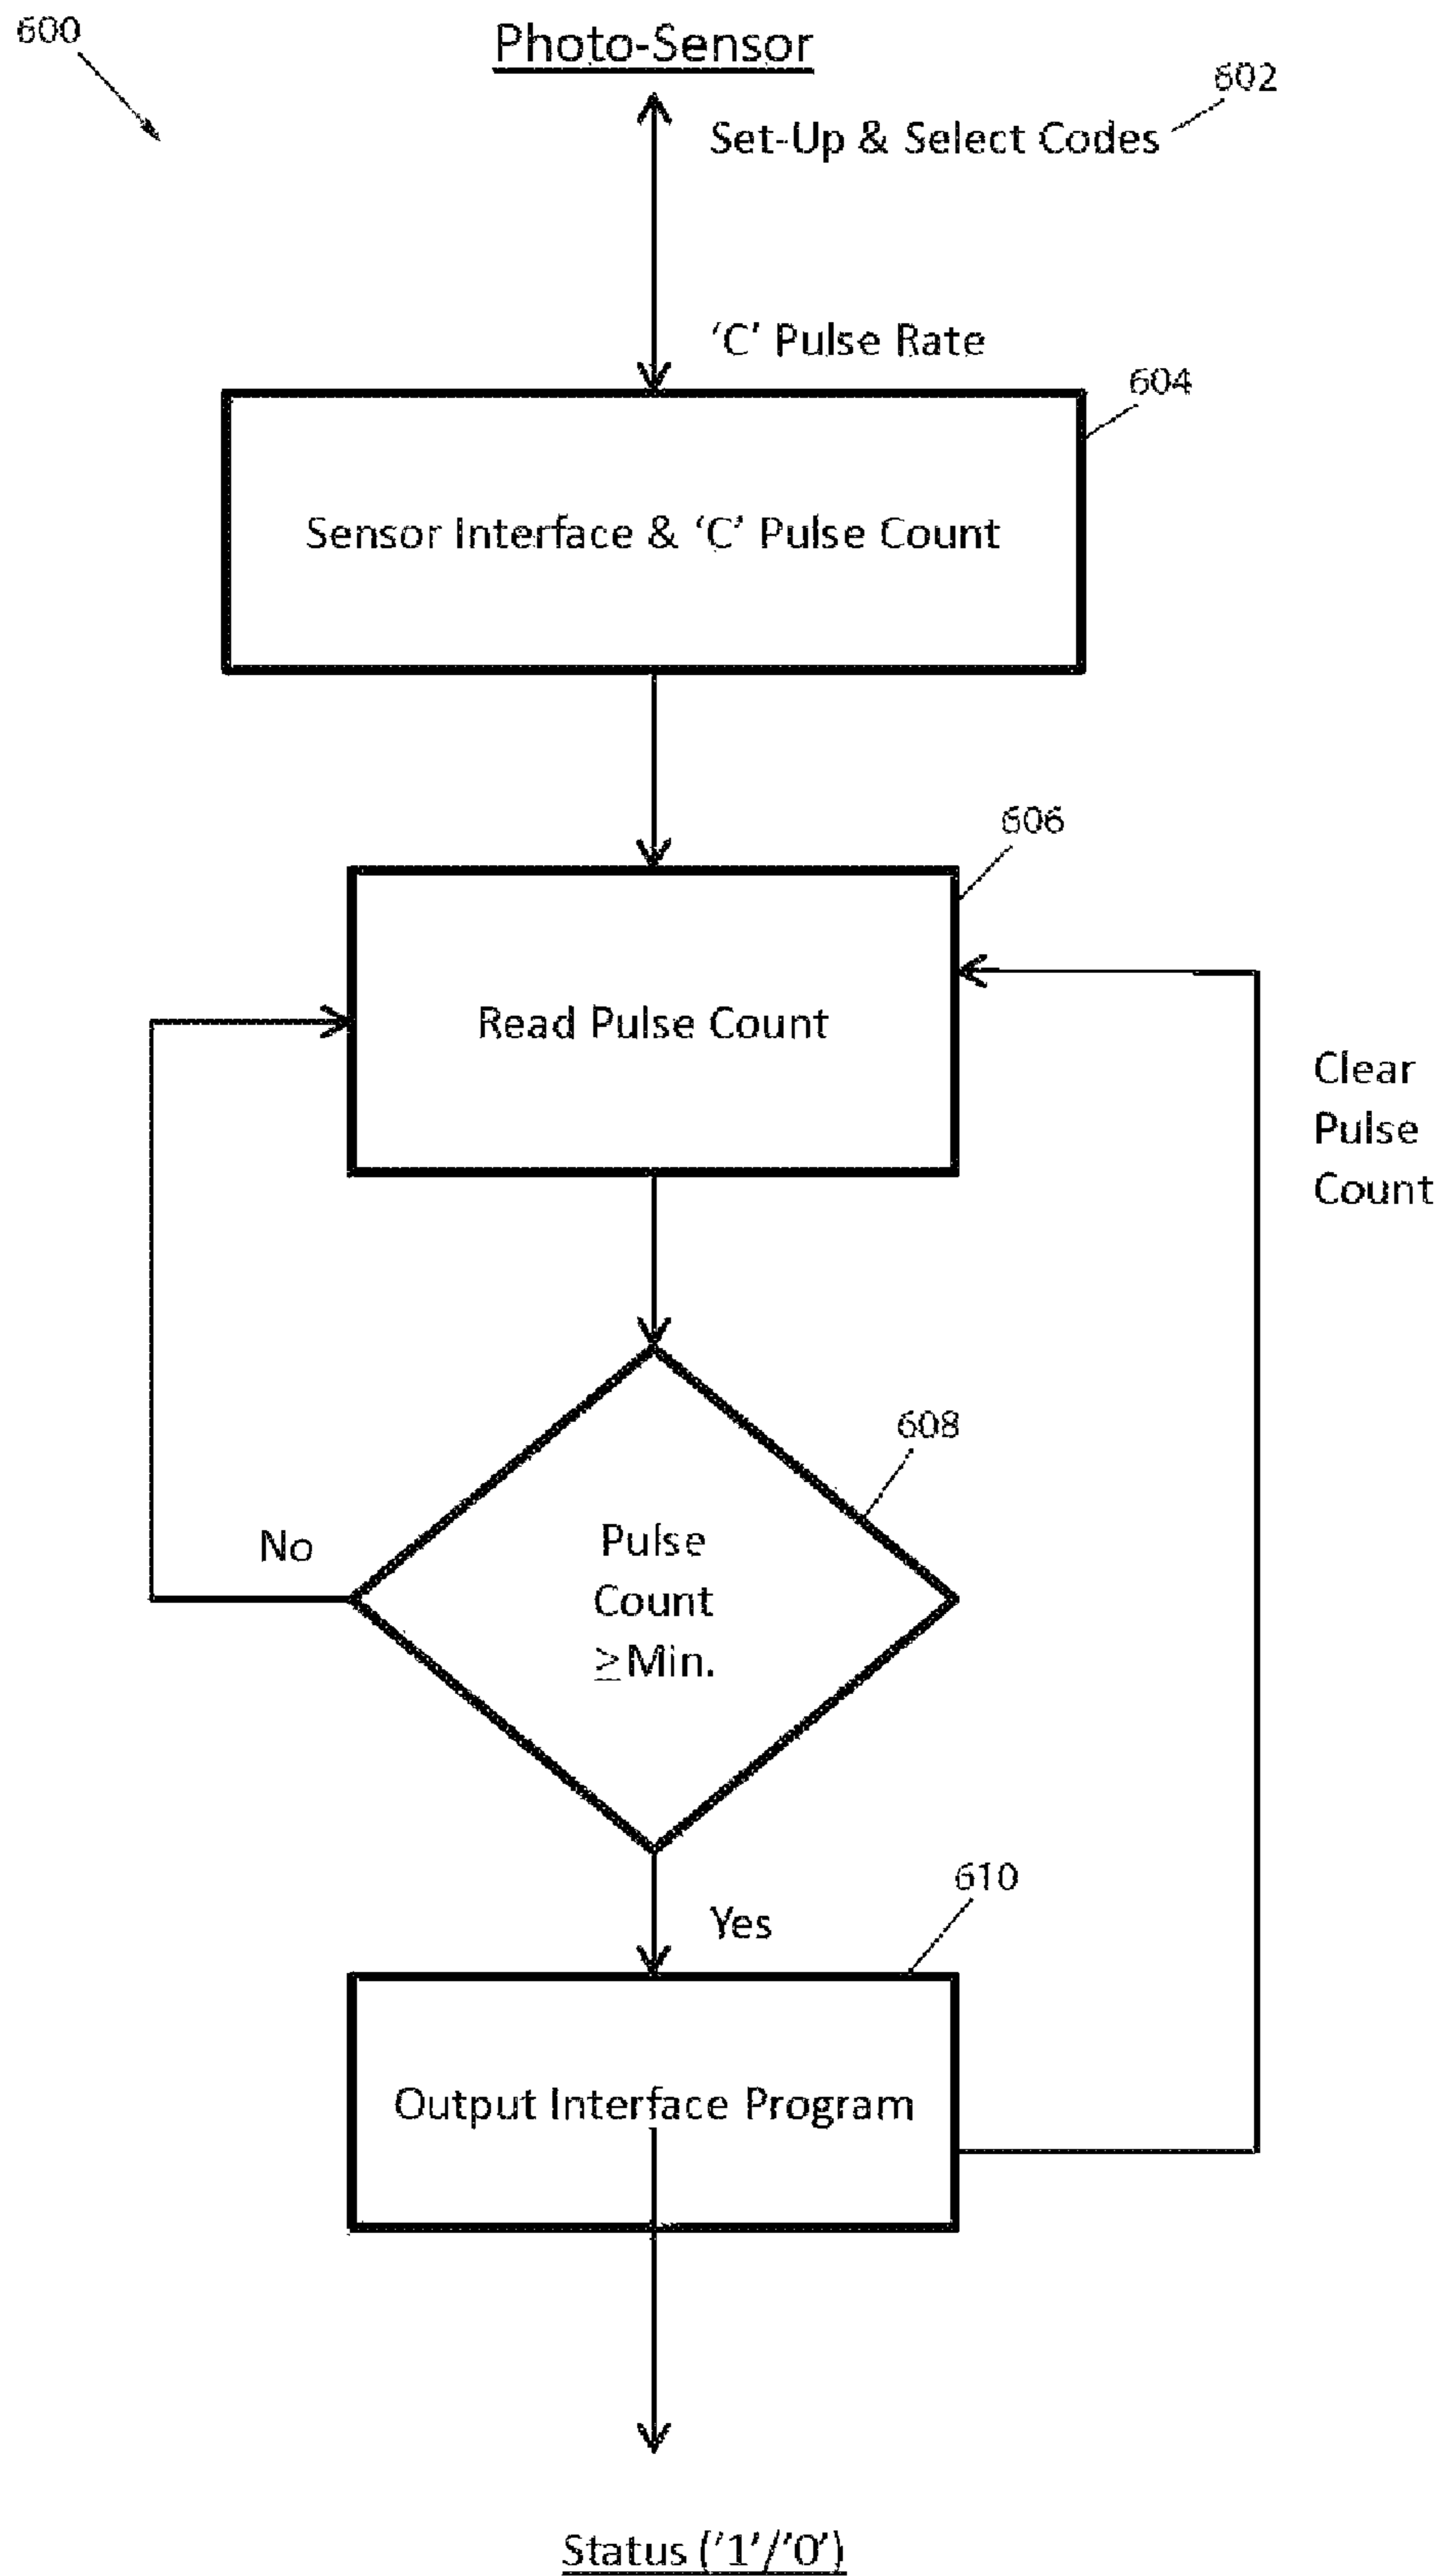 600
Photo-Sensor
602
Set-Up & Select Codes
'C' Pulse Rate
604
Sensor Interface & 'C' Pulse Count
606
Read Pulse Count
Clear
Pulse
Count
608
No
Pulse
Count
≥Min.
610
Yes
Output Interface Program
Status ('1'/'0')